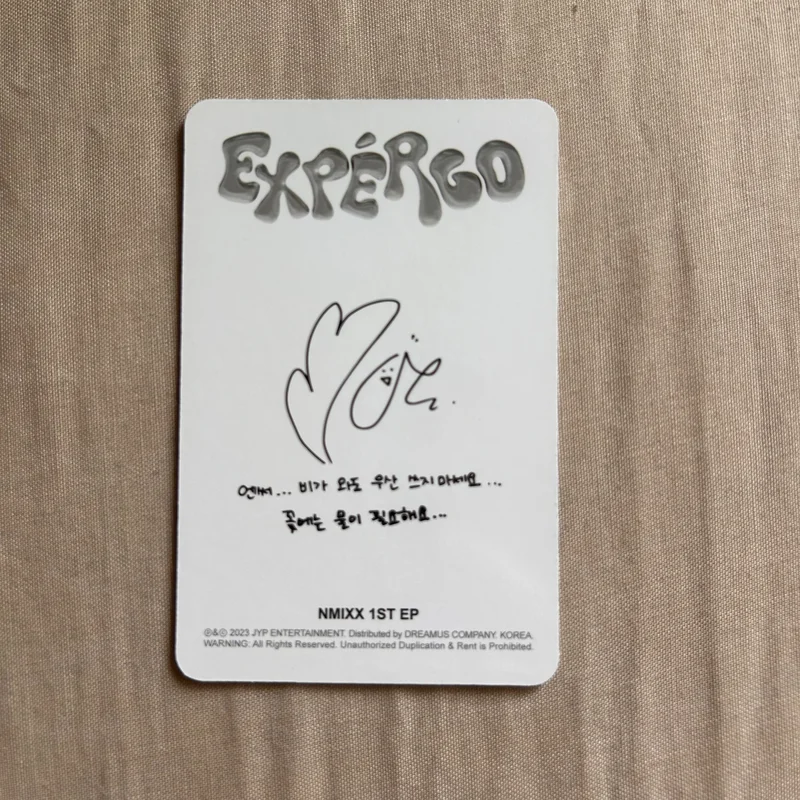 EXPÉRGO
엔써... 비가 와도 우산 쓰지마세요...
꽃에는 물이 필요해요...
NMIXX 1ST EP
Ⓟ&ⓒ 2023 JYP ENTERTAINMENT. Distributed by DREAMUS COMPANY. KOREA.
WARNING: All Rights Reserved. Unauthorized Duplication & Rent is Prohibited.